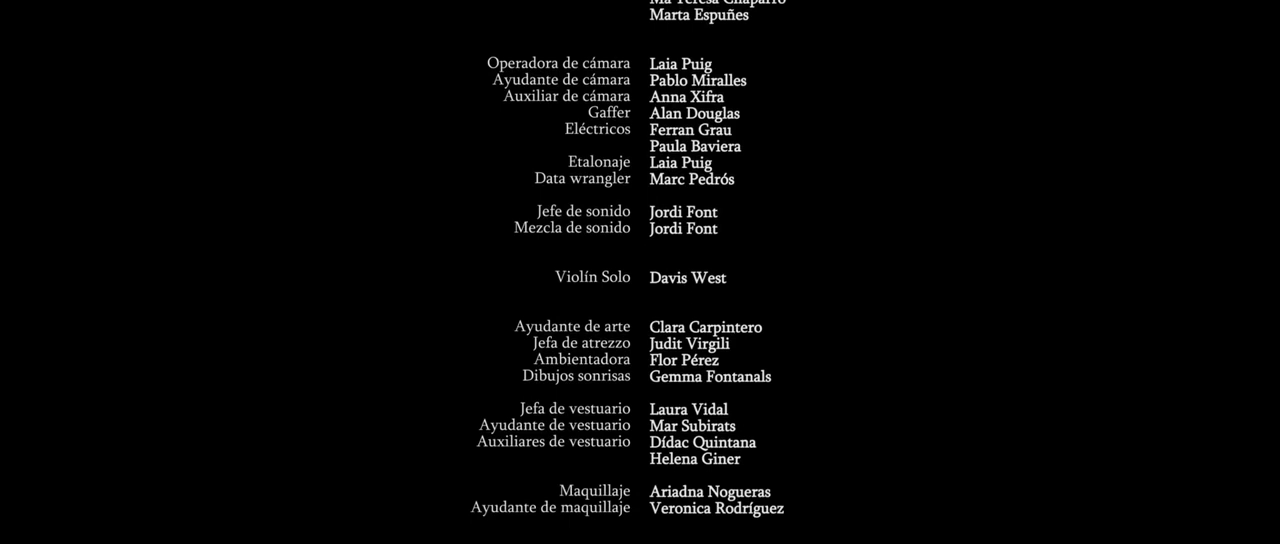 Marta Espuñes
Operadora de cámara Laia Puig
Ayudante de cámara Pablo Miralles
Auxiliar de cámara Anna Xifra
Gaffer Alan Douglas
Eléctricos Ferran Grau
Paula Baviera
Etalonaje Laia Puig
Data wrangler Marc Pedrós
Jefe de sonido Jordi Font
Mezcla de sonido Jordi Font
Violín Solo Davis West
Ayudante de arte Clara Carpintero
Jefa de atrezzo Judit Virgili
Ambientadora Flor Pérez
Dibujos sonrisas Gemma Fontanals
Jefa de vestuario Laura Vidal
Ayudante de vestuario Mar Subirats
Auxiliares de vestuario Dídac Quintana
Helena Giner
Maquillaje Ariadna Nogueras
Ayudante de maquillaje Veronica Rodríguez